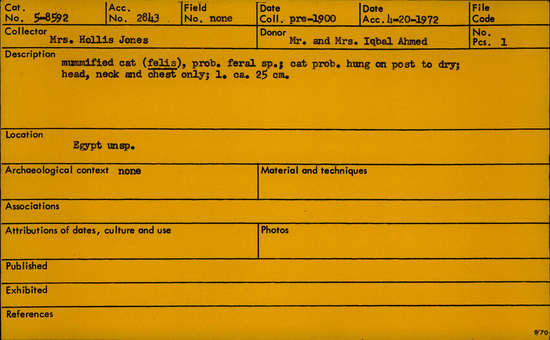 Cat. No. 5-8592 Acc. No. 2843 Field No. none Date Coll. pre-1900 Date Acc. 4-20-1972 File Code
Collector Mrs. Hollis Jones Donor Mr. and Mrs. Iqbal Ahmed No. Pcs. 1
Description mummified cat (felis), prob. feral sp.; cat prob. hung on post to dry;
head, neck and chest only; l. ca. 25 cm.
Location
Egypt unsp.
Archaeological context none Material and techniques
Associations
Attributions of dates, culture and use Photos
Published
Exhibited
References
9/70